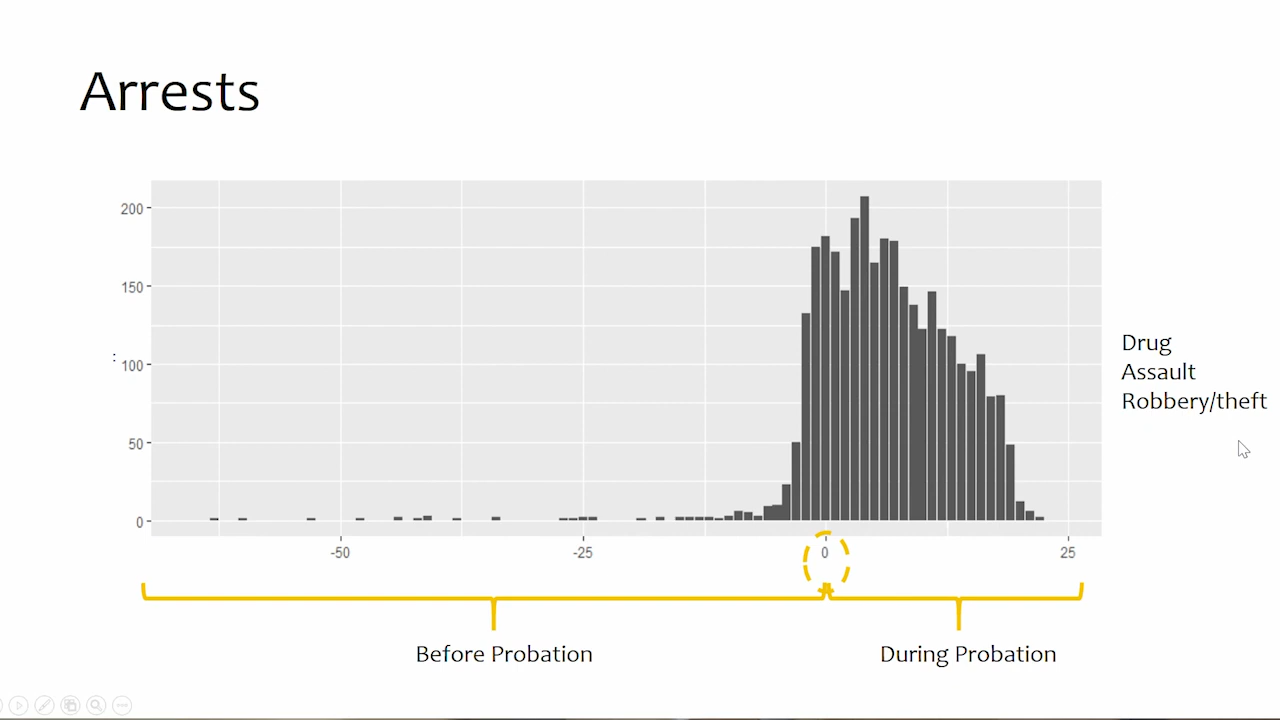 Arrests
200
150
:
100
50
0
-50
-25
0
25
Drug
Assault
Robbery/theft
Before Probation
During Probation